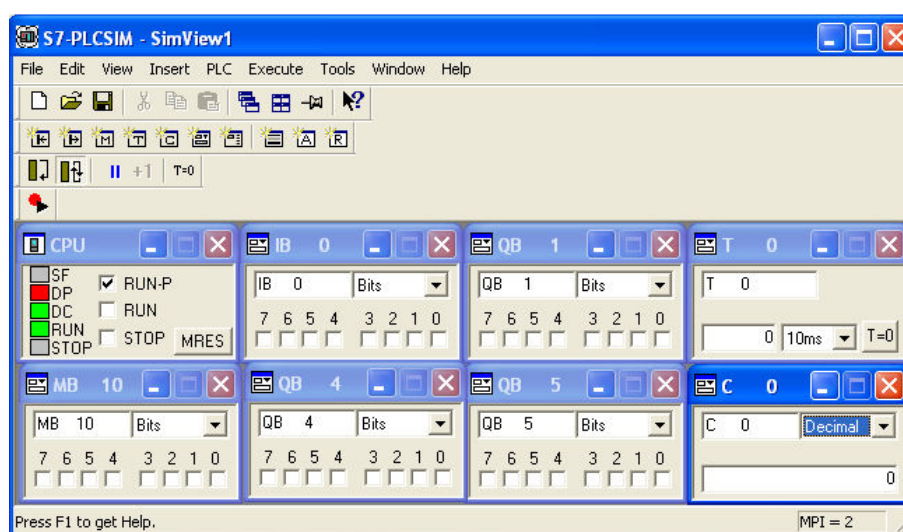 S7-PLCSIM - SimView1
File Edit View Insert PLC Execute Tools Window Help
M T C A R
+1 T=0
CPU
SF
DP
DC
RUN
STOP
RUN-P
RUN
STOP
MRES
IB 0
IB 0 Bits
7 6 5 4 3 2 1 0
QB 1
QB 1 Bits
7 6 5 4 3 2 1 0
T 0
T 0
0 10ms T=0
MB 10
MB 10 Bits
7 6 5 4 3 2 1 0
QB 4
QB 4 Bits
7 6 5 4 3 2 1 0
QB 5
QB 5 Bits
7 6 5 4 3 2 1 0
C 0
C 0 Decimal
0
Press F1 to get Help.
MPI = 2